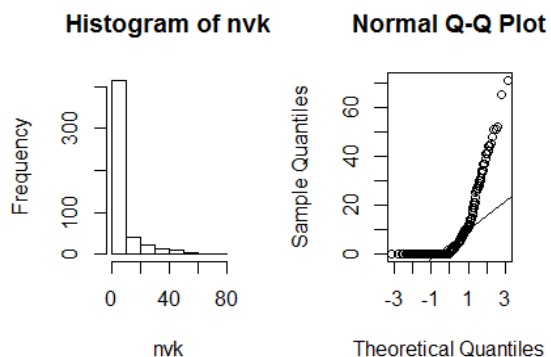 Histogram of nvk
Frequency
0 100 300
0 40 80
nvk
Normal Q-Q Plot
Sample Quantiles
0 20 40 60
-3 -1 1 3
Theoretical Quantiles